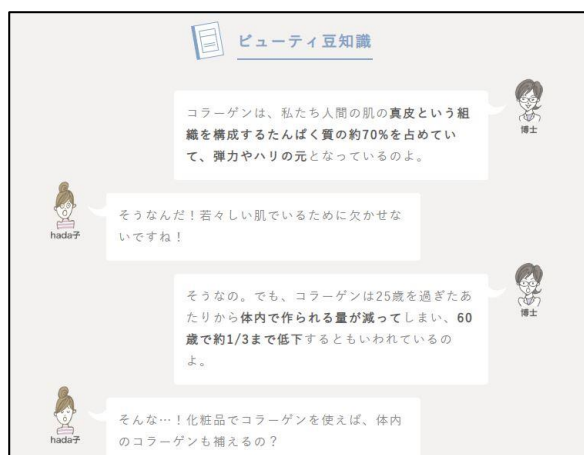 ビューティ豆知識
コラーゲンは、私たち人間の肌の真皮という組
織を構成するたんぱく質の約70%を占めてい
て、弾力やハリの元となっているのよ。
博士
そうなんだ！若々しい肌でいるために欠かせな
いですね！
hada子
そうなの。でも、コラーゲンは25歳を過ぎたあ
たりから体内で作られる量が減ってしまい、60
歳で約1/3まで低下するともいわれているの
よ。
博士
そんな…！化粧品でコラーゲンを使えば、体内
のコラーゲンも補えるの？
hada子